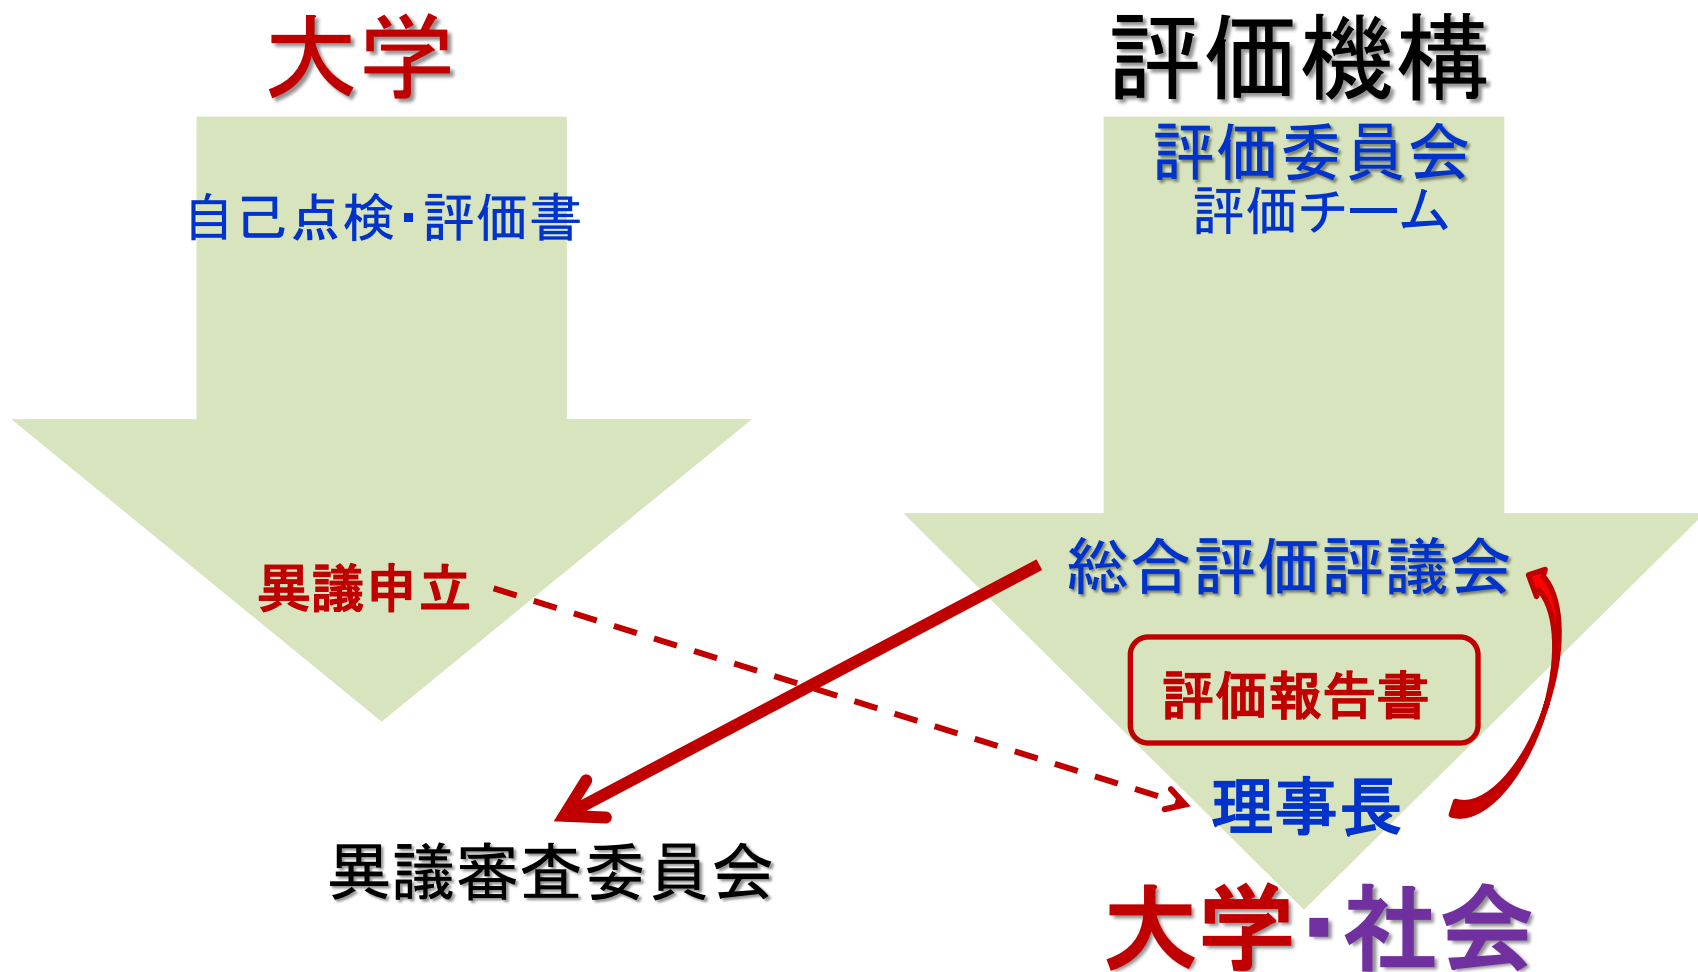 大学
自己点検・評価書
異議申立
異議審査委員会
評価機構
評価委員会
評価チーム
総合評価評議会
評価報告書
理事長
大学・社会